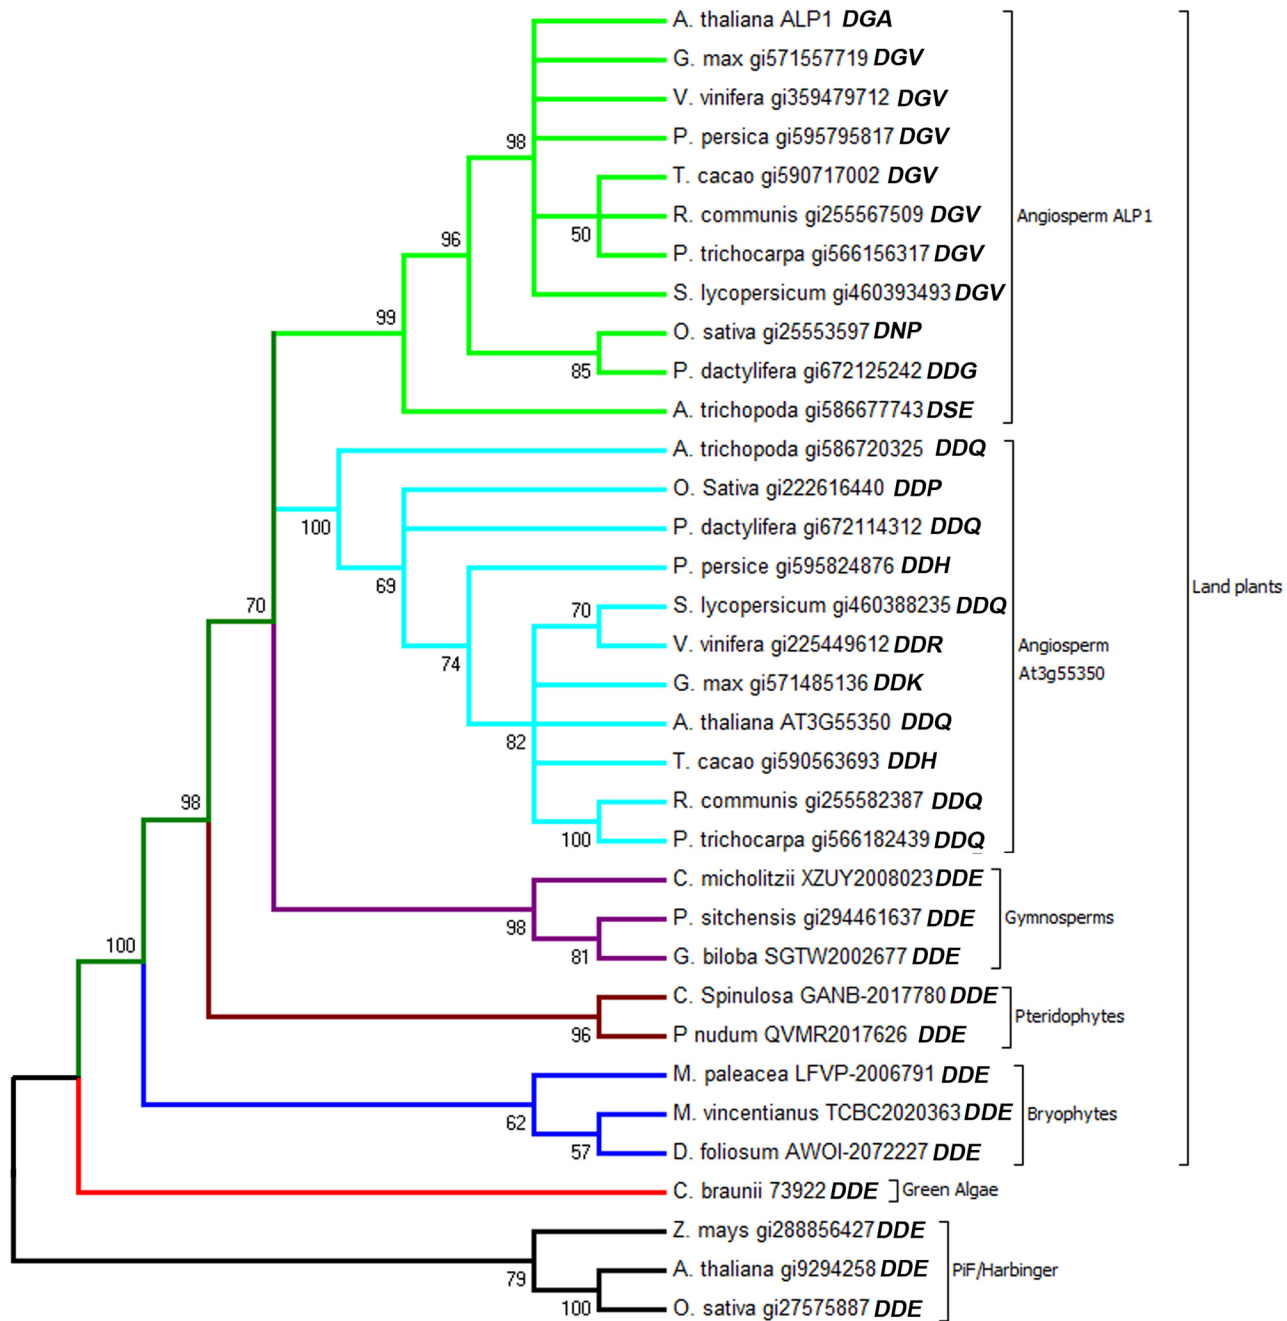 A. thaliana ALP1 DGA
G. max gi571557719 DGV
V. vinifera gi359479712 DGV
P. persica gi595795817 DGV
98
T. cacao gi590717002 DGV
R. communis gi255567509 DGV
Angiosperm ALP1
50
96
P. trichocarpa gi566156317 DGV
S. lycopersicum gi460393493 DGV
99
O. sativa gi25553597 DNP
85
P. dactylifera gi672125242 DDG
A. trichopoda gi586677743 DSE
A. trichopoda gi586720325 DDQ
O. Sativa gi222616440 DDP
100
P. dactylifera gi672114312 DDQ
P. persice gi595824876 DDH
69
Land plants
70
70
S. lycopersicum gi460388235 DDQ
V. vinifera gi225449612 DDR
Angiosperm
At3g55350
74
G. max gi571485136 DDK
A. thaliana AT3G55350 DDQ
82
T. cacao gi590563693 DDH
98
R. communis gi255582387 DDQ
100
P. trichocarpa gi566182439 DDQ
C. micholitzii XZUY2008023 DDE
P. sitchensis gi294461637 DDE
Gymnosperms
98
100
81
G. biloba SGTW2002677 DDE
C. Spinulosa GANB-2017780 DDE
Pteridophytes
96
P nudum QVMR2017626 DDE
M. paleacea LFVP-2006791 DDE
M. vincentianus TCBC2020363 DDE
Bryophytes
62
57
D. foliosum AWOI-2072227 DDE
C. braunii 73922 DDE
Green Algae
Z. mays gi288856427 DDE
A. thaliana gi9294258 DDE
PiF/Harbinger
79
100
O. sativa gi27575887 DDE